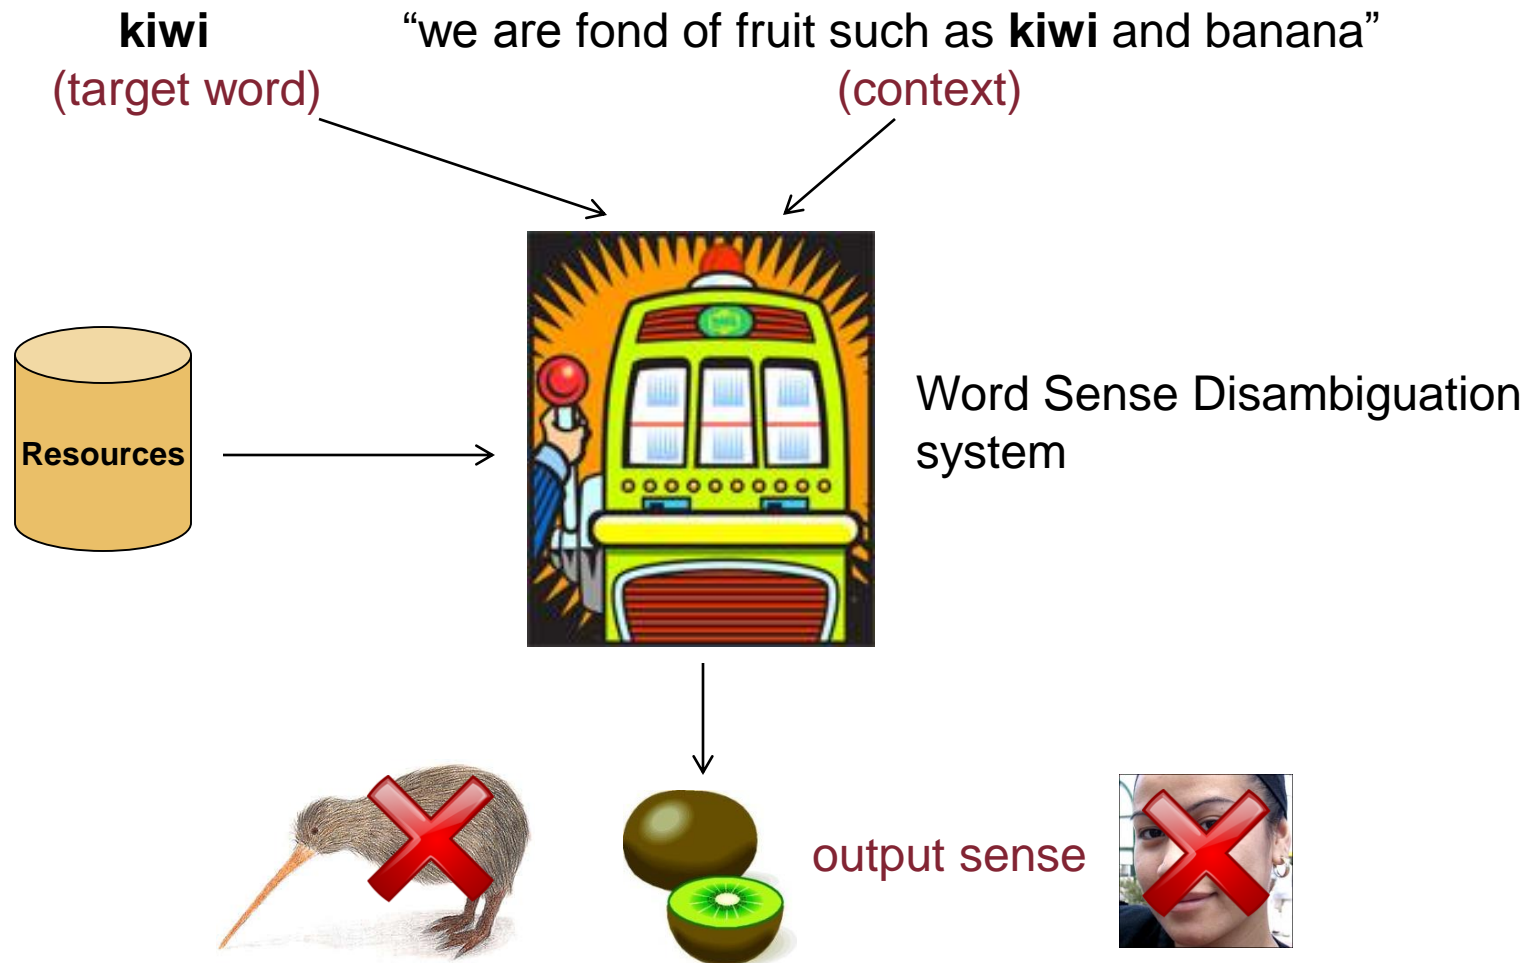 kiwi
“we are fond of fruit such as kiwi and banana”
(target word)
(context)
Resources
Word Sense Disambiguation
system
output sense